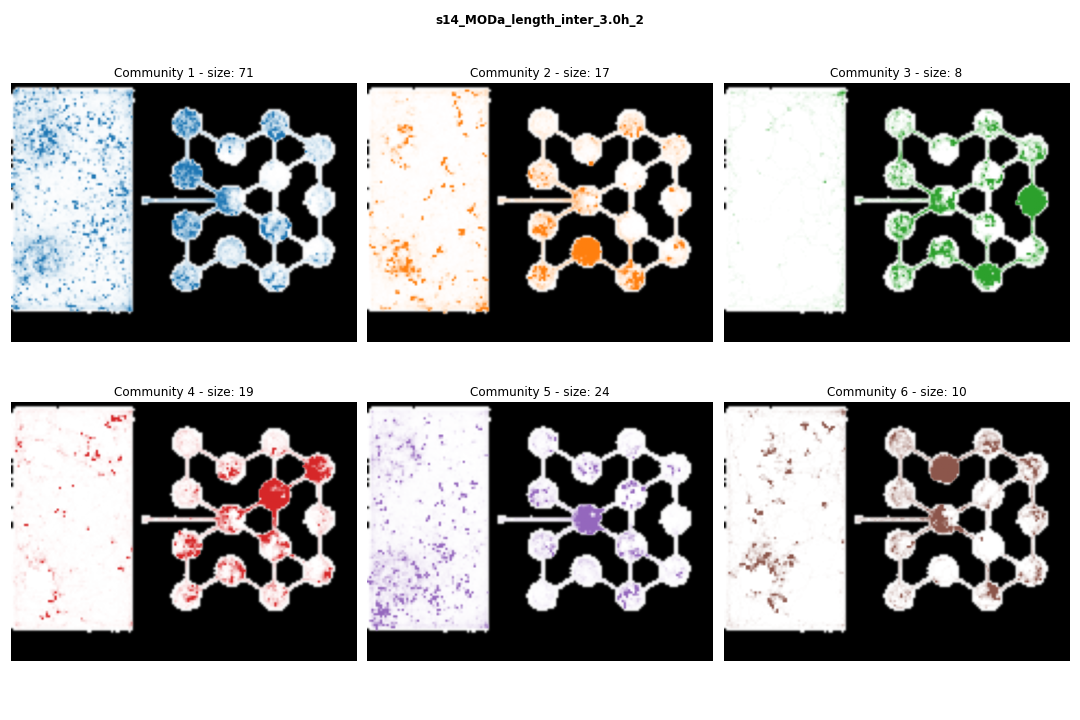 s14_MODa_length_inter_3.0h_2
Community 1 - size: 71
Community 2 - size: 17
Community 3 - size: 8
Community 4 - size: 19
Community 5 - size: 24
Community 6 - size: 10